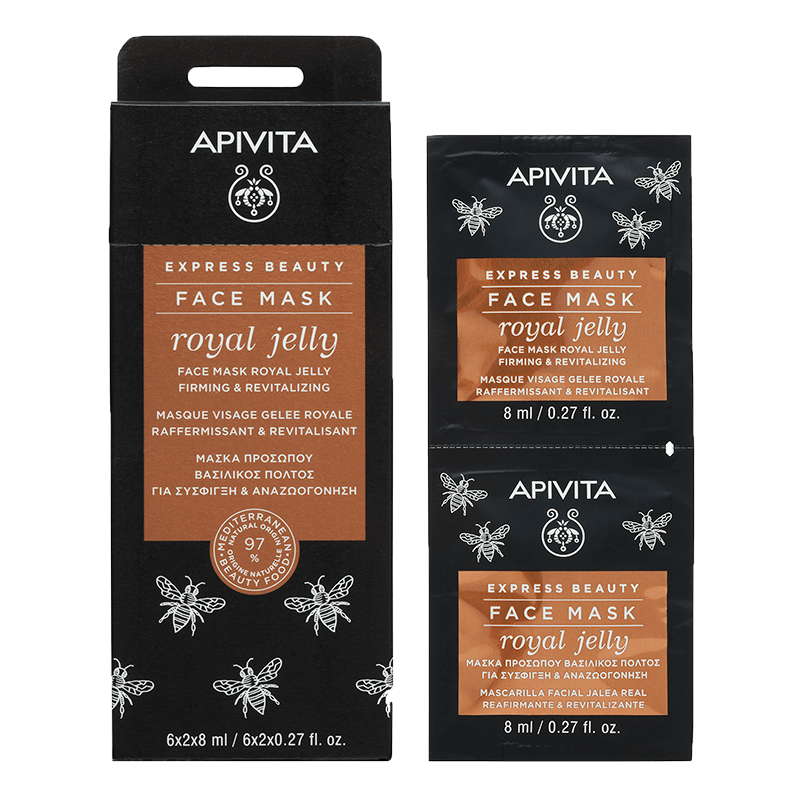 APIVITA
EXPRESS BEAUTY
FACE MASK
royal jelly
FACE MASK ROYAL JELLY
FIRMING & REVITALIZING
MASQUE VISAGE GELEE ROYALE
RAFFERMISSANT & REVITALISANT
ΜΑΣΚΑ ΠΡΟΣΩΠΟΥ
ΒΑΣΙΛΙΚΟΣ ΠΟΛΤΟΣ
ΓΙΑ ΣΥΣΦΙΓΞΗ & ΑΝΑΖΩΟΓΟΝΗΣΗ
MEDITERRANEAN
NATURAL ORIGIN
97
%
ORIGINE NATURELLE
BEAUTY FOOD
6x2x8 ml / 6x2x0.27 fl. oz.
APIVITA
EXPRESS BEAUTY
FACE MASK
royal jelly
FACE MASK ROYAL JELLY
FIRMING & REVITALIZING
MASQUE VISAGE GELEE ROYALE
RAFFERMISSANT & REVITALISANT
8 ml / 0.27 fl. oz.
APIVITA
EXPRESS BEAUTY
FACE MASK
royal jelly
ΜΑΣΚΑ ΠΡΟΣΩΠΟΥ ΒΑΣΙΛΙΚΟΣ ΠΟΛΤΟΣ
ΓΙΑ ΣΥΣΦΙΓΞΗ & ΑΝΑΖΩΟΓΟΝΗΣΗ
MASCARILLA FACIAL JALEA REAL
REAFIRMANTE & REVITALIZANTE
8 ml / 0.27 fl. oz.